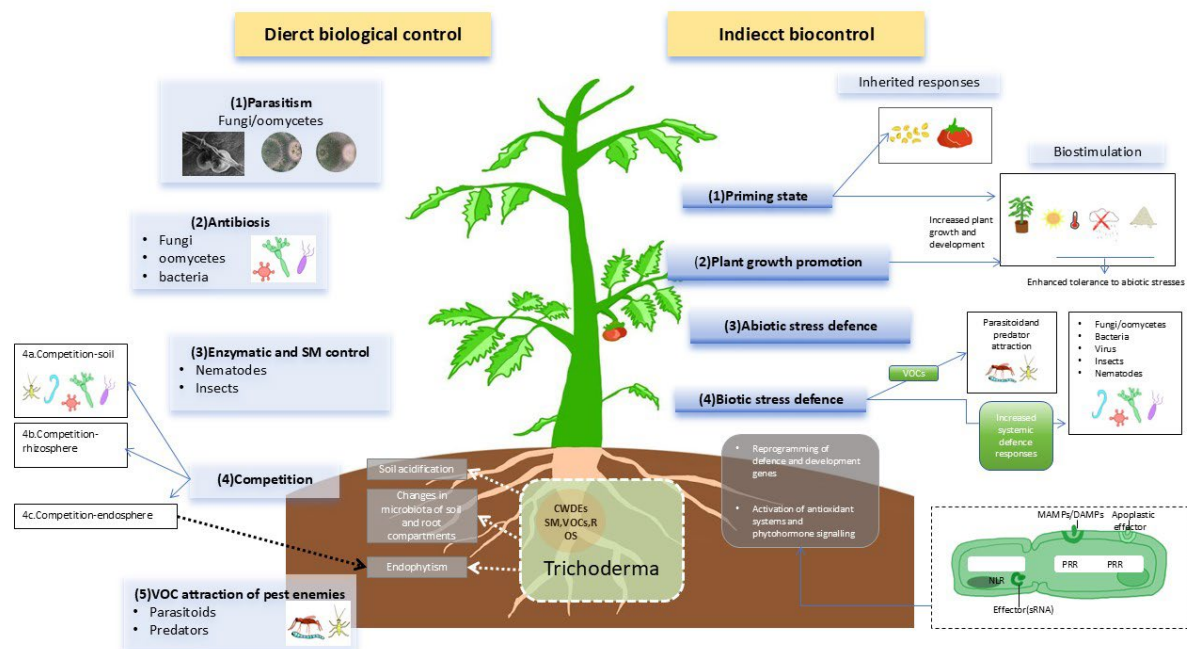 Dierct biological control
Indiecct biocontrol
(1)Parasitism
Fungi/oomycetes
(2)Antibiosis
• Fungi
• oomycetes
• bacteria
(3)Enzymatic and SM control
• Nematodes
• Insects
4a.Competition-soil
4b.Competition-
rhizosphere
4c.Competition-endosphere
(4)Competition
(5)VOC attraction of pest enemies
• Parasitoids
• Predators
Soil acidification
Changes in
microbiota of soil
and root
compartments
Endophytism
CWDEs
SM,VOCs,R
OS
Trichoderma
Inherited responses
Biostimulation
(1)Priming state
Increased plant
growth and
development
(2)Plant growth promotion
Enhanced tolerance to abiotic stresses
(3)Abiotic stress defence
(4)Biotic stress defence
VOCs
Parasitoidand
predator
attraction
• Fungi/oomycetes
• Bacteria
• Virus
• Insects
• Nematodes
Increased
systemic
defence
responses
• Reprogramming of
defence and development
genes
• Activation of antioxidant
systems and
phytohormone signalling
MAMPs/DAMPs
Apoplastic
effector
PRR
PRR
NLR
Effector(sRNA)